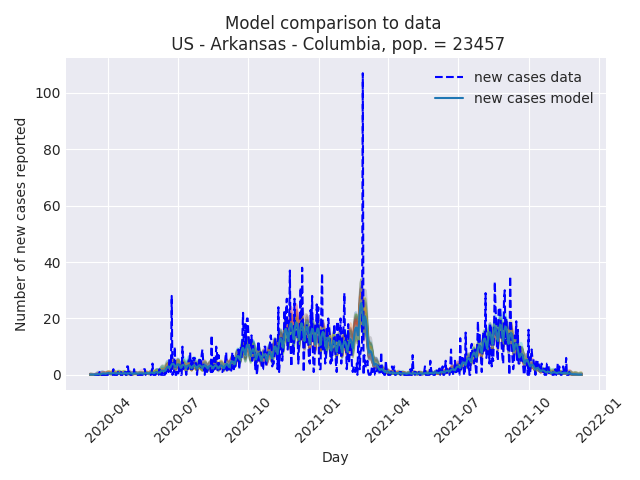 Model comparison to data
US - Arkansas - Columbia, pop. = 23457
new cases data
new cases model
Number of new cases reported
100
80
60
40
20
0
2020-04
2020-07
2020-10
2021-01
2021-04
2021-07
2021-10
2022-01
Day